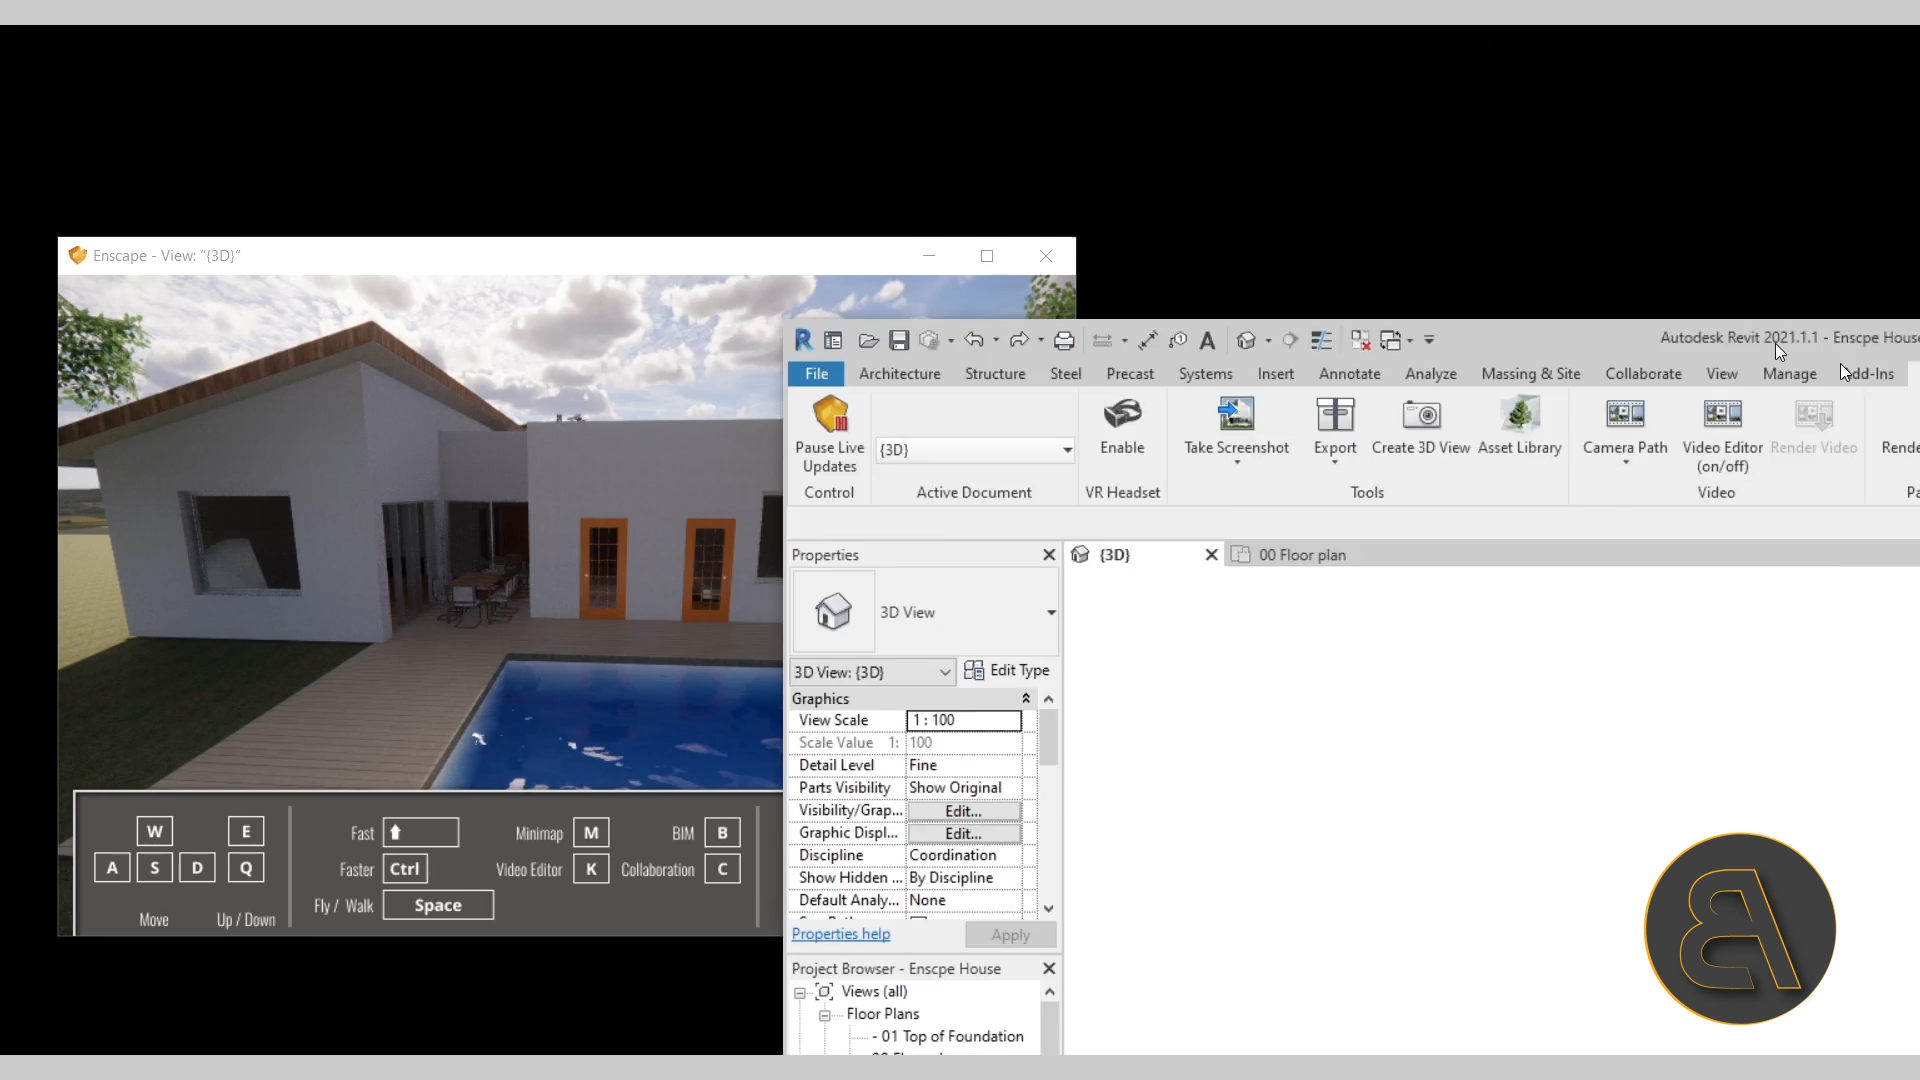 Enscape - View: "{3D}"
Autodesk Revit 2021.1.1 - Enscpe House
File Architecture Structure Steel Precast Systems Insert Annotate Analyze Massing & Site Collaborate View Manage Add-Ins
Pause Live Updates
{3D}
Enable
Take Screenshot
Export
Create 3D View
Asset Library
Camera Path
Video Editor (on/off)
Render Video
Control
Active Document
VR Headset
Tools
Video
Properties
{3D}
00 Floor plan
3D View
3D View: {3D}
Edit Type
Graphics
View Scale 1 : 100
Scale Value 1: 100
Detail Level Fine
Parts Visibility Show Original
Visibility/Grap... Edit...
Graphic Displ... Edit...
Discipline Coordination
Show Hidden ... By Discipline
Default Analy... None
Properties help
Apply
Project Browser - Enscpe House
Views (all)
Floor Plans
- 01 Top of Foundation
W E
A S D Q
Move Up / Down
Fast
Faster Ctrl
Fly / Walk Space
Minimap M
Video Editor K
BIM B
Collaboration C